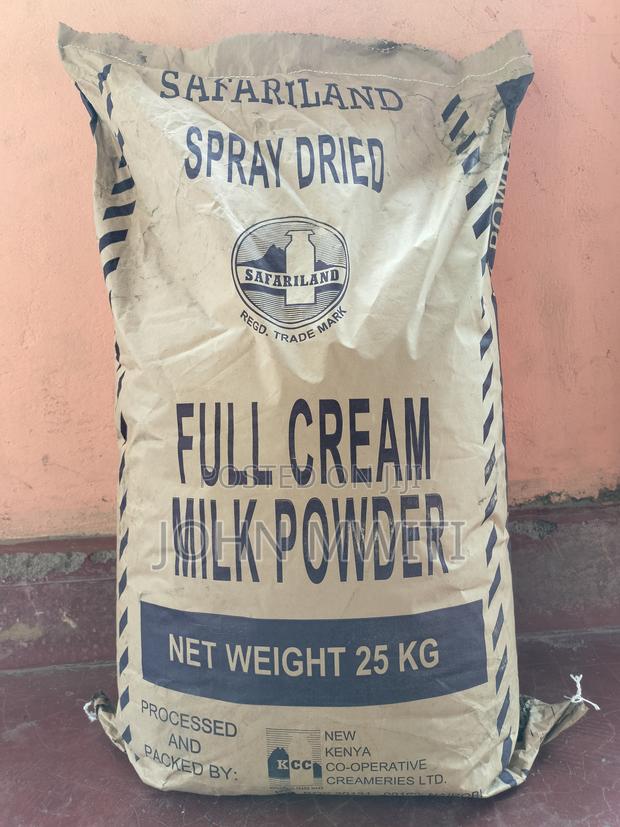 SAFARILAND
SPRAY DRIED
SAFARILAND
REGD. TRADE MARK
FULL CREAM
POSTED ON JIJI
JOHN MWITI
MILK POWDER
NET WEIGHT 25 KG
PROCESSED
AND
PACKED BY:
KCC
NEW
KENYA
CO-OPERATIVE
CREAMERIES LTD.